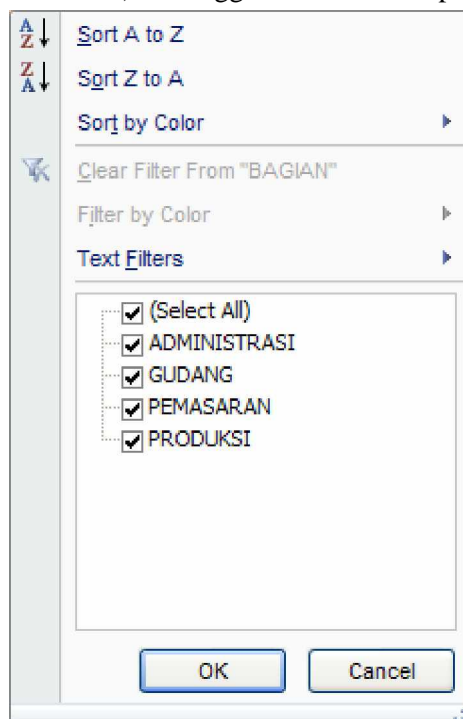 A
Z
Sort A to Z
Z
A
Sort Z to A
Sort by Color
Clear Filter From "BAGIAN"
Filter by Color
Text Filters
(Select All)
ADMINISTRASI
GUDANG
PEMASARAN
PRODUKSI
OK
Cancel